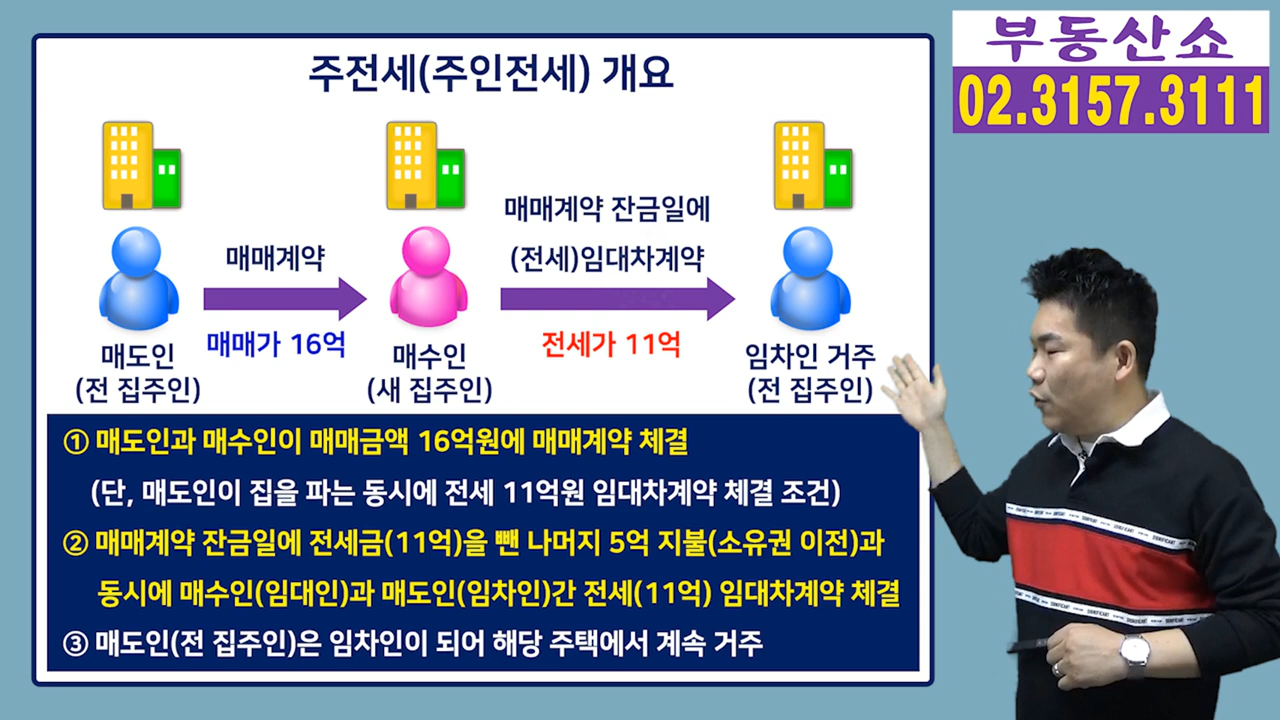 부동산쇼
02.3157.3111
주전세(주인전세) 개요
매매계약
매매가 16억
매매계약 잔금일에
(전세)임대차계약
전세가 11억
매도인
(전 집주인)
매수인
(새 집주인)
임차인 거주
(전 집주인)
① 매도인과 매수인이 매매금액 16억원에 매매계약 체결
(단, 매도인이 집을 파는 동시에 전세 11억원 임대차계약 체결 조건)
② 매매계약 잔금일에 전세금(11억)을 뺀 나머지 5억 지불(소유권 이전)과
동시에 매수인(임대인)과 매도인(임차인)간 전세(11억) 임대차계약 체결
③ 매도인(전 집주인)은 임차인이 되어 해당 주택에서 계속 거주